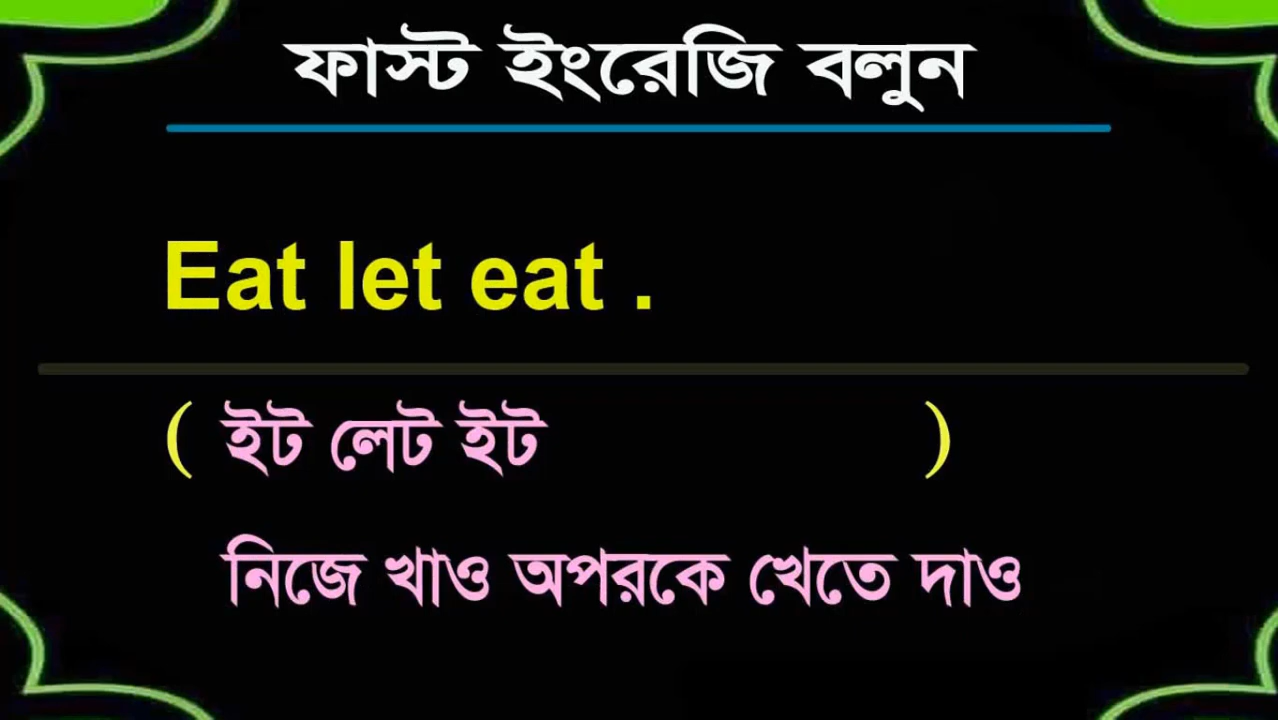 ফাস্ট ইংরেজি বলুন
Eat let eat .
( ইট লেট ইট )
নিজে খাও অপরকে খেতে দাও